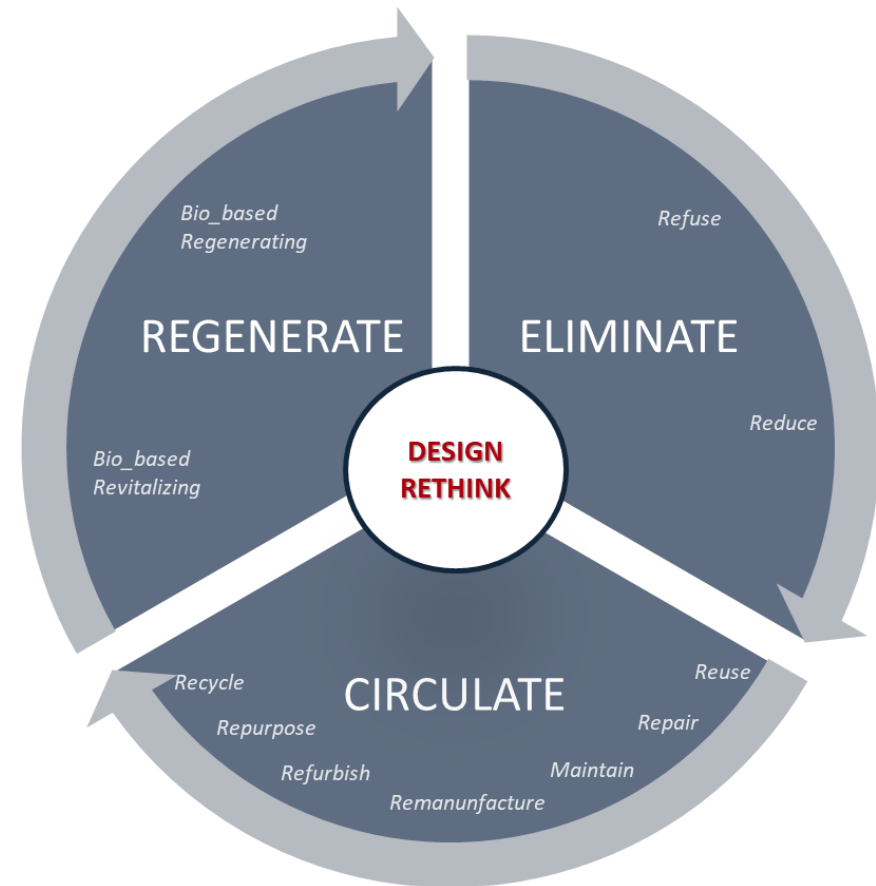 Bio_based
Regenerating
Refuse
REGENERATE
ELIMINATE
Reduce
DESIGN
RETHINK
Bio_based
Revitalizing
Reuse
Recycle
CIRCULATE
Repair
Repurpose
Maintain
Refurbish
Remanunfacture